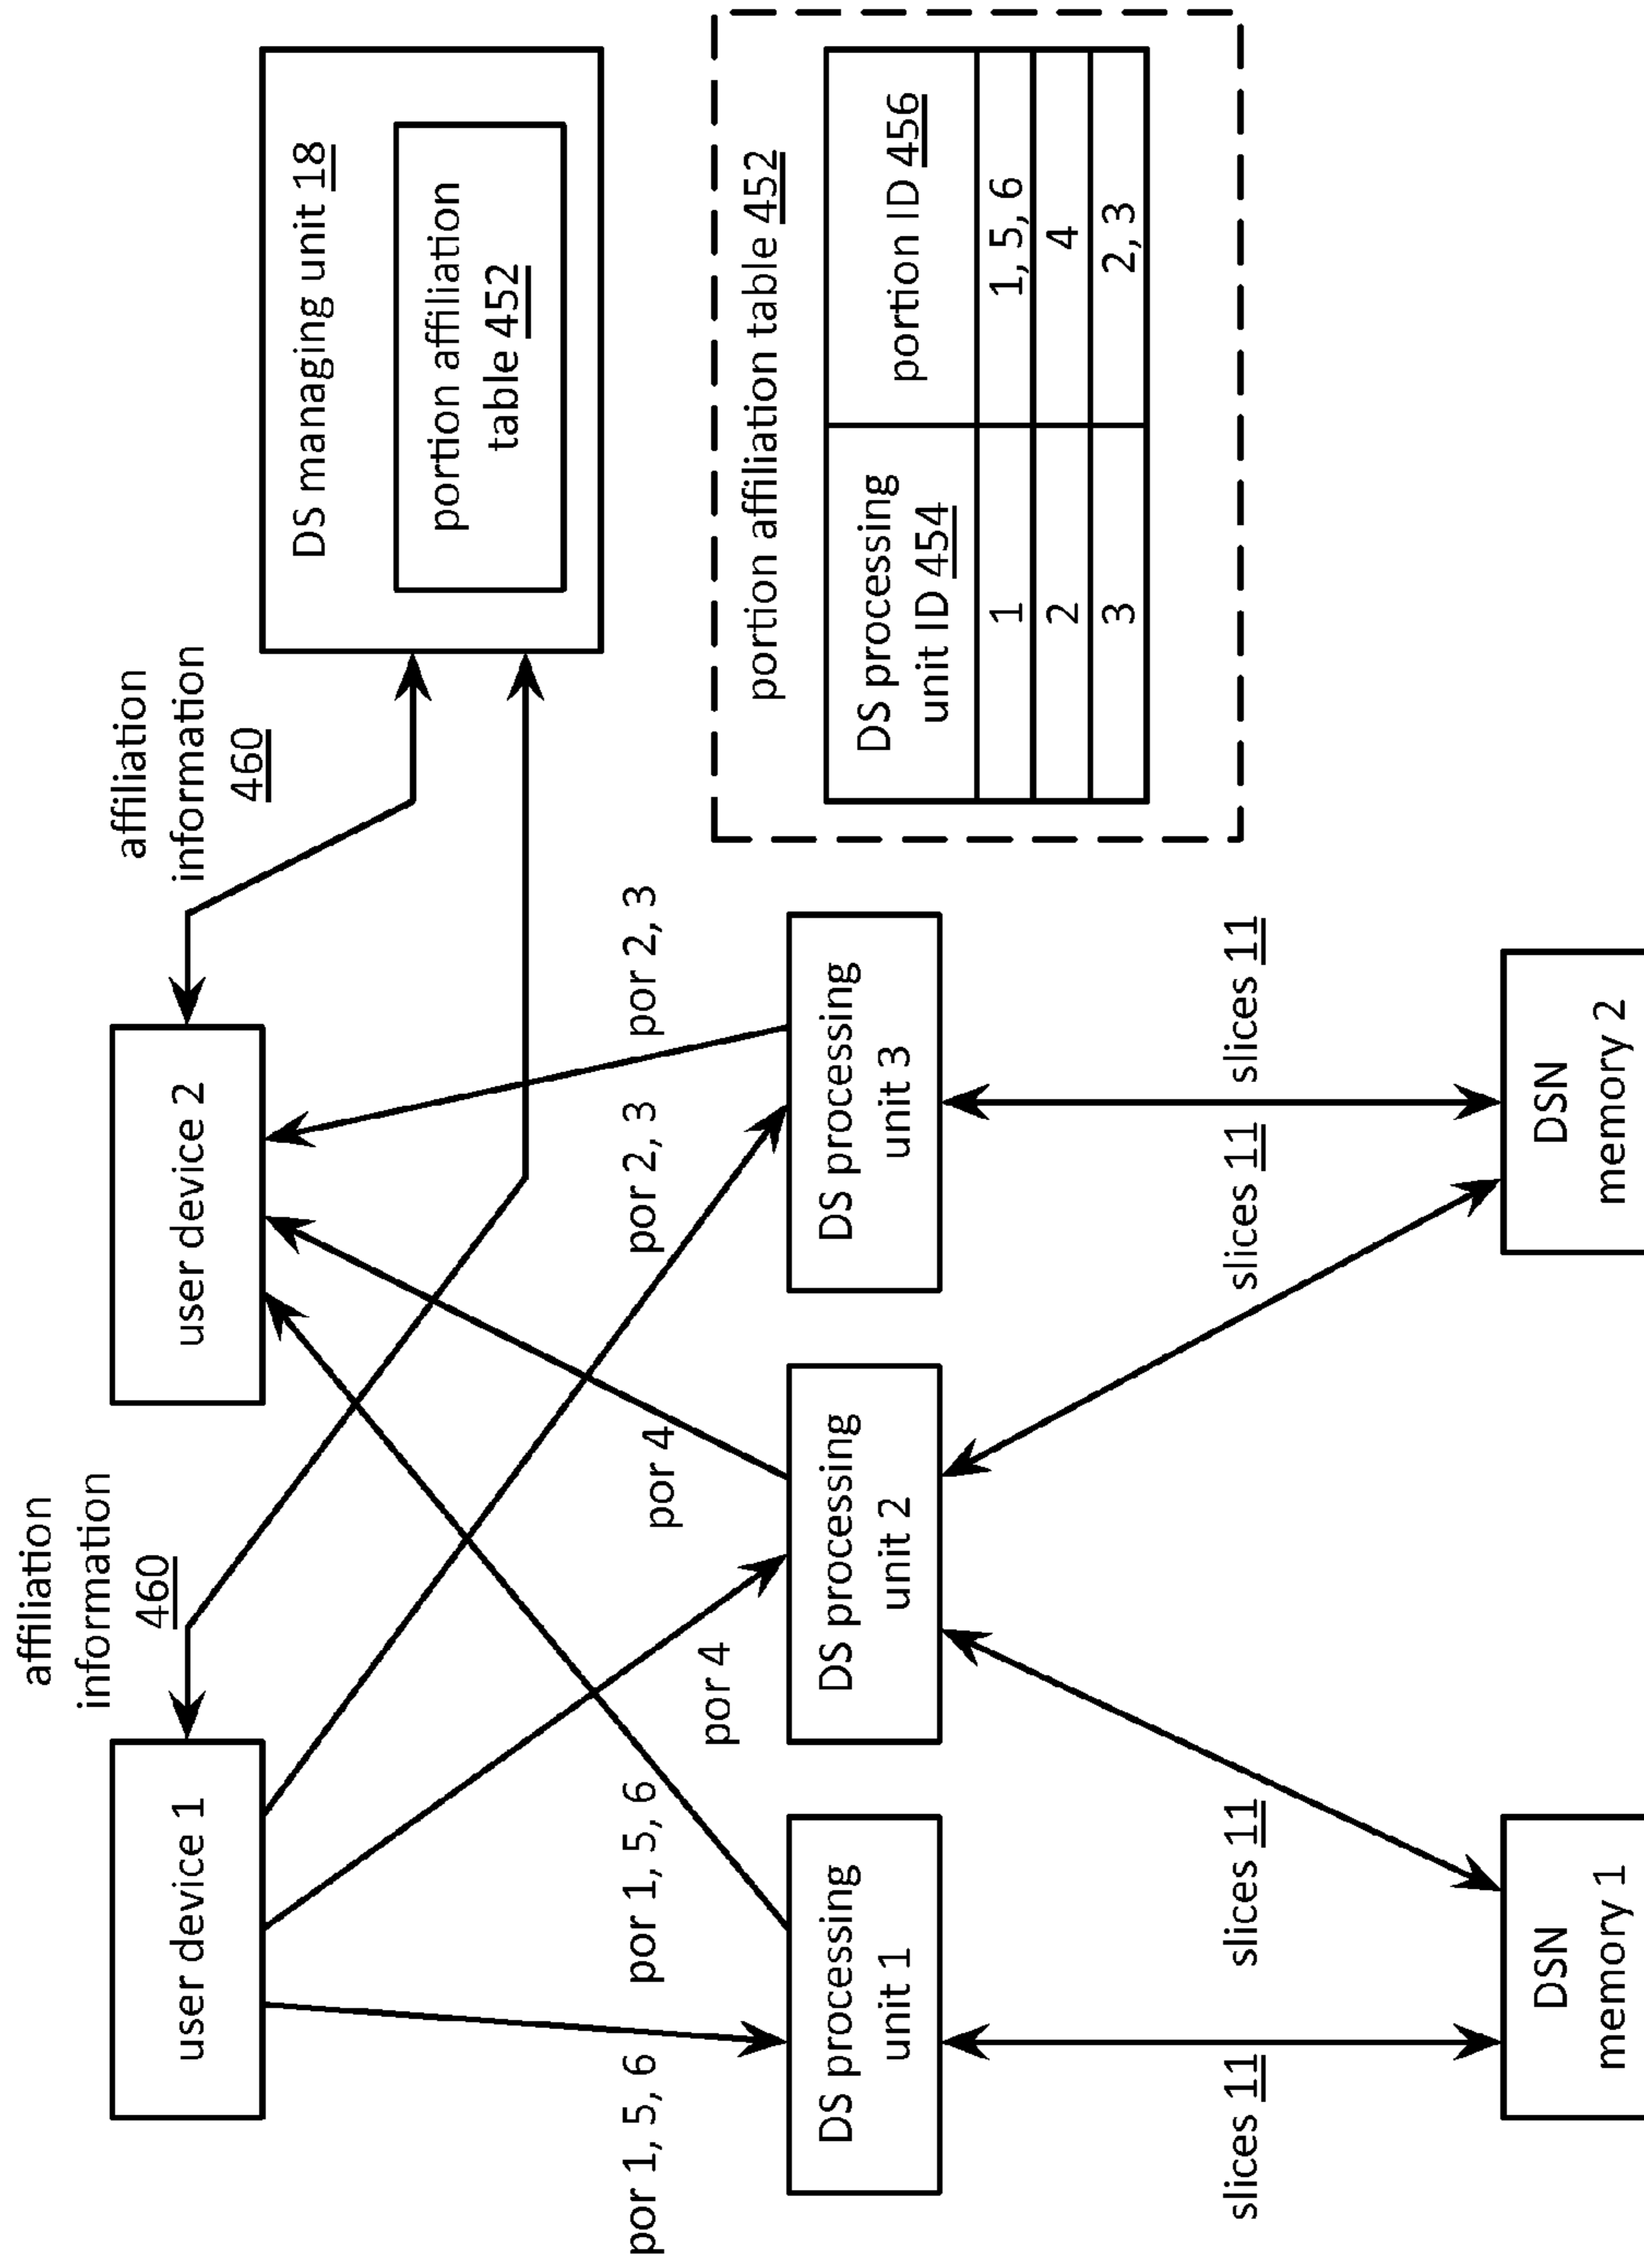 affiliation
information
460
affiliation
information
460
user device 1
user device 2
DS managing unit 18
portion affiliation
table 452
por 1, 5, 6
por 1, 5, 6
por 4
por 4
por 2, 3
por 2, 3
DS processing
unit 1
DS processing
unit 2
DS processing
unit 3
portion affiliation table 452
DS processing
unit ID 454
portion ID 456
1
1, 5, 6
2
4
3
2, 3
slices 11
slices 11
slices 11
slices 11
DSN
memory 1
DSN
memory 2